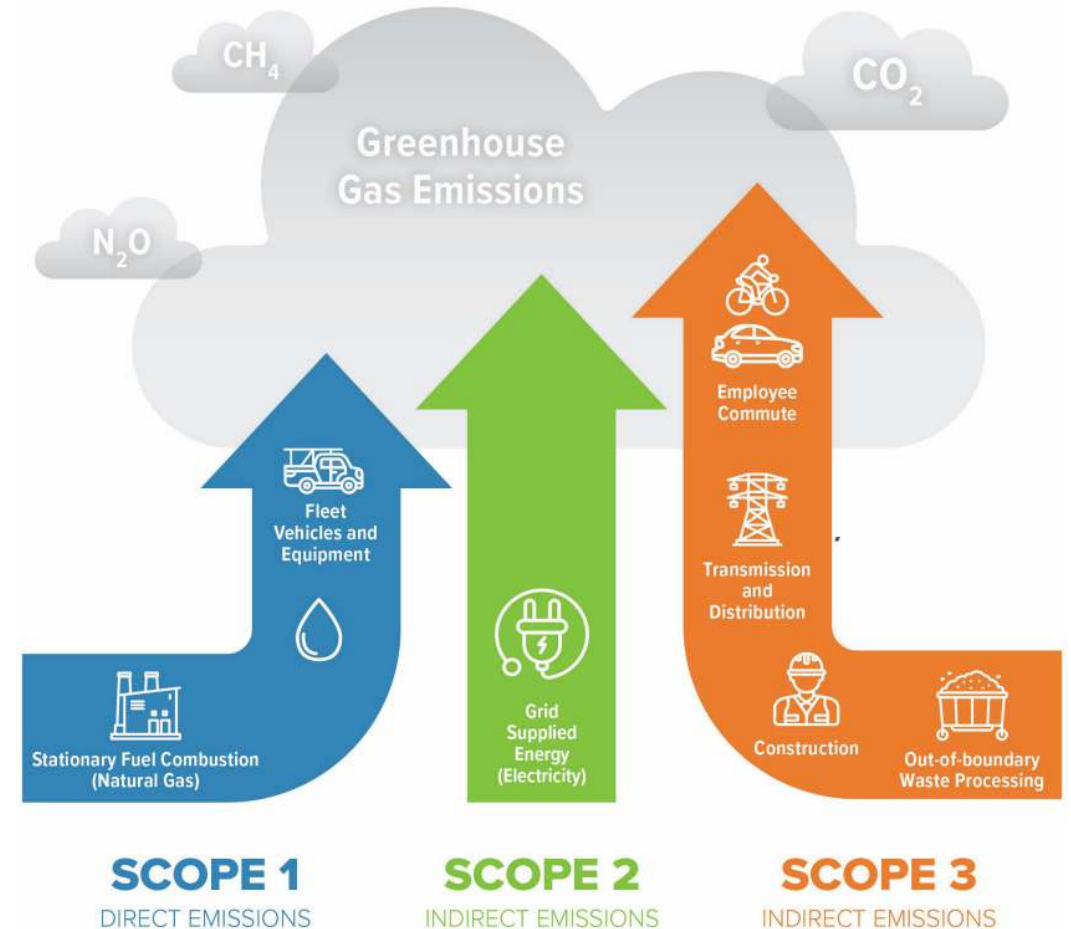 CH₄
CO₂
Greenhouse
Gas Emissions
N₂O
Employee
Commute
Fleet
Vehicles and
Equipment
Transmission
and
Distribution
Grid
Supplied
Energy
(Electricity)
Stationary Fuel Combustion
(Natural Gas)
Construction
Out-of-boundary
Waste Processing
SCOPE 1
DIRECT EMISSIONS
SCOPE 2
INDIRECT EMISSIONS
SCOPE 3
INDIRECT EMISSIONS